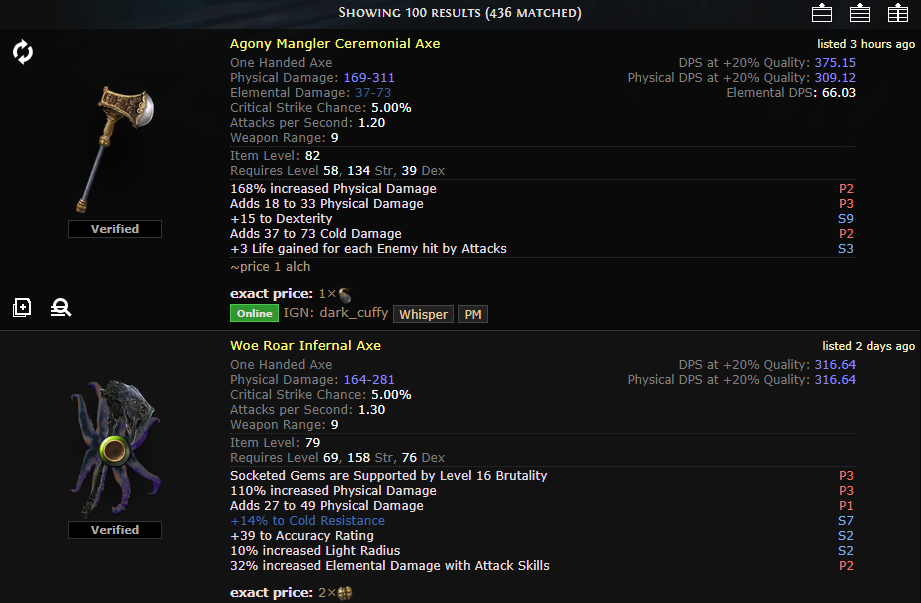 Showing 100 results (436 matched)
Agony Mangler Ceremonial Axe
listed 3 hours ago
One Handed Axe
DPS at +20% Quality: 375.15
Physical Damage: 169-311
Physical DPS at +20% Quality: 309.12
Elemental Damage: 37-73
Elemental DPS: 66.03
Critical Strike Chance: 5.00%
Attacks per Second: 1.20
Weapon Range: 9
Item Level: 82
Requires Level 58, 134 Str, 39 Dex
168% increased Physical Damage P2
Adds 18 to 33 Physical Damage P3
+15 to Dexterity S9
Adds 37 to 73 Cold Damage P2
+3 Life gained for each Enemy hit by Attacks S3
Verified
~price 1 alch
exact price: 1×
Online IGN: dark_cuffy Whisper PM
Woe Roar Infernal Axe
listed 2 days ago
One Handed Axe
DPS at +20% Quality: 316.64
Physical Damage: 164-281
Physical DPS at +20% Quality: 316.64
Critical Strike Chance: 5.00%
Attacks per Second: 1.30
Weapon Range: 9
Item Level: 79
Requires Level 69, 158 Str, 76 Dex
Socketed Gems are Supported by Level 16 Brutality P3
110% increased Physical Damage P3
Adds 27 to 49 Physical Damage P1
+14% to Cold Resistance S7
+39 to Accuracy Rating S2
10% increased Light Radius S2
32% increased Elemental Damage with Attack Skills P2
Verified
exact price: 2×